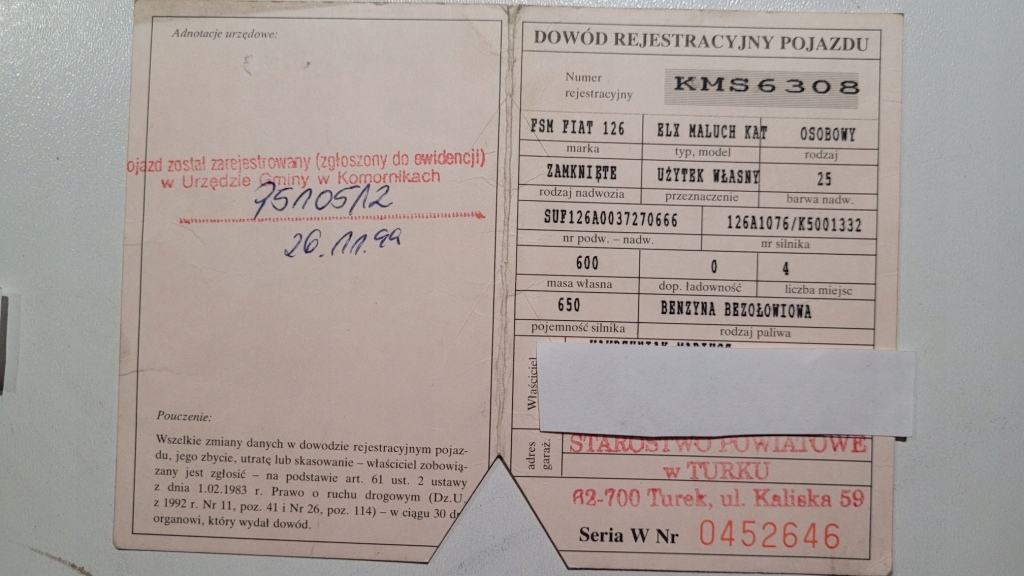 Adnotacje urzędowe:
ojazd został zarejestrowany (zgłoszony do ewidencji)
w Urzędzie Gminy w Komornikach
7510512
26.11.99
Pouczenie:
Wszelkie zmiany danych w dowodzie rejestracyjnym pojaz-
du, jego zbycie, utratę lub skasowanie – właściciel zobowią-
zany jest zgłosić – na podstawie art. 61 ust. 2 ustawy
z dnia 1.02.1983 r. Prawo o ruchu drogowym (Dz.U.
z 1992 r. Nr 11, poz. 41 i Nr 26, poz. 114) – w ciągu 30 d
organowi, który wydał dowód.
DOWÓD REJESTRACYJNY POJAZDU
Numer
rejestracyjny KMS6308
FSM FIAT 126 ELX MALUCH KAT OSOBOWY
marka typ, model rodzaj
ZAMKNIĘTE UŻYTEK WŁASNY 25
rodzaj nadwozia przeznaczenie barwa nadw.
SUF126A0037270666 126A1076/K5001332
nr podw. – nadw. nr silnika
600 0 4
masa własna dop. ładowność liczba miejsc
650 BENZYNA BEZOŁOWIOWA
pojemność silnika rodzaj paliwa
Właściciel
adres
garaż.
STAROSTWO POWIATOWE
w TURKU
62-700 Turek, ul. Kaliska 59
Seria W Nr 0452646